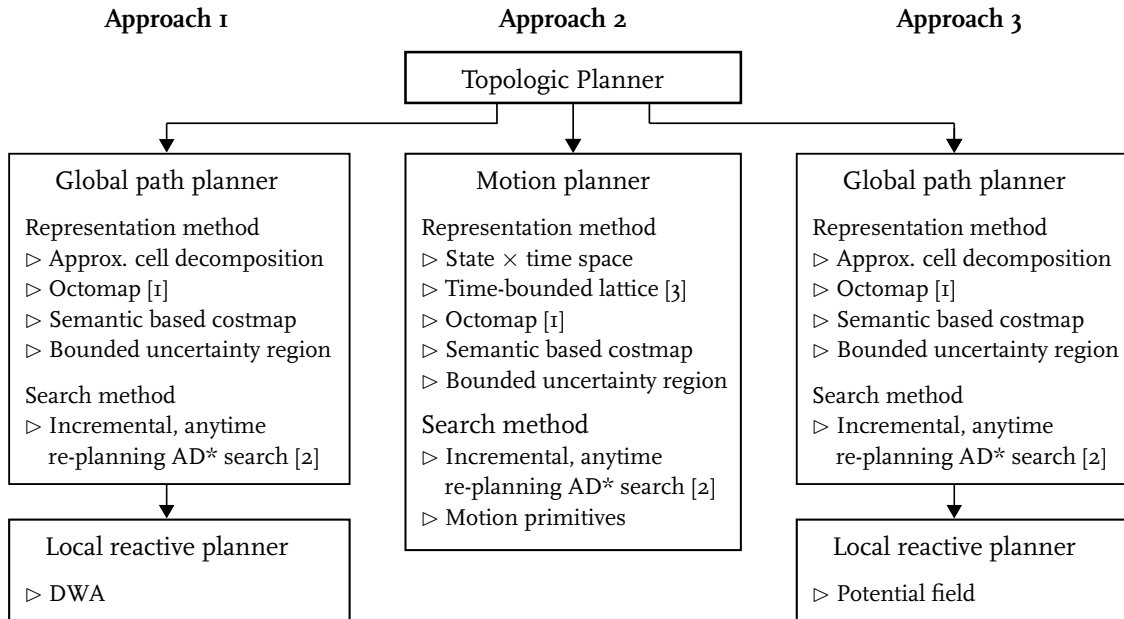 Approach 1
Approach 2
Approach 3
Topologic Planner
Global path planner
Representation method
▷ Approx. cell decomposition
▷ Octomap [1]
▷ Semantic based costmap
▷ Bounded uncertainty region
Search method
▷ Incremental, anytime
re-planning AD* search [2]
Local reactive planner
▷ DWA
Motion planner
Representation method
▷ State × time space
▷ Time-bounded lattice [3]
▷ Octomap [1]
▷ Semantic based costmap
▷ Bounded uncertainty region
Search method
▷ Incremental, anytime
re-planning AD* search [2]
▷ Motion primitives
Global path planner
Representation method
▷ Approx. cell decomposition
▷ Octomap [1]
▷ Semantic based costmap
▷ Bounded uncertainty region
Search method
▷ Incremental, anytime
re-planning AD* search [2]
Local reactive planner
▷ Potential field